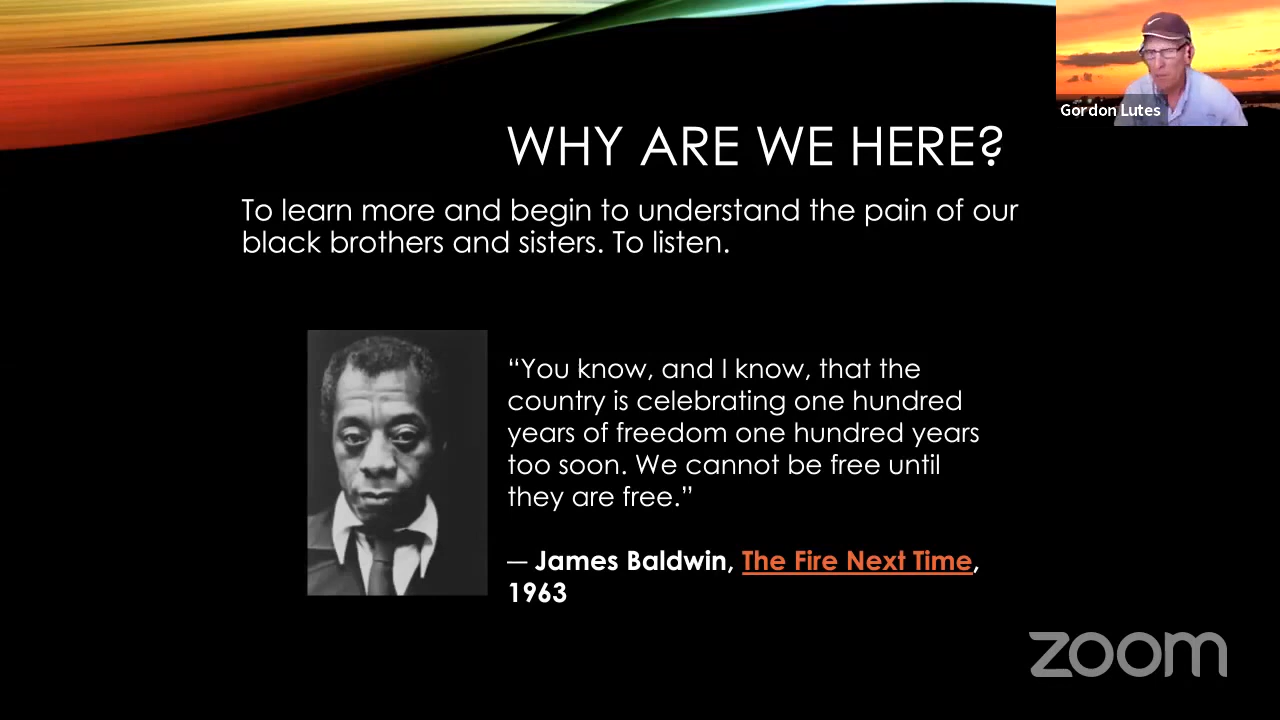 Gordon Lutes
WHY ARE WE HERE?
To learn more and begin to understand the pain of our
black brothers and sisters. To listen.
“You know, and I know, that the
country is celebrating one hundred
years of freedom one hundred years
too soon. We cannot be free until
they are free.”
— James Baldwin, The Fire Next Time,
1963
zoom